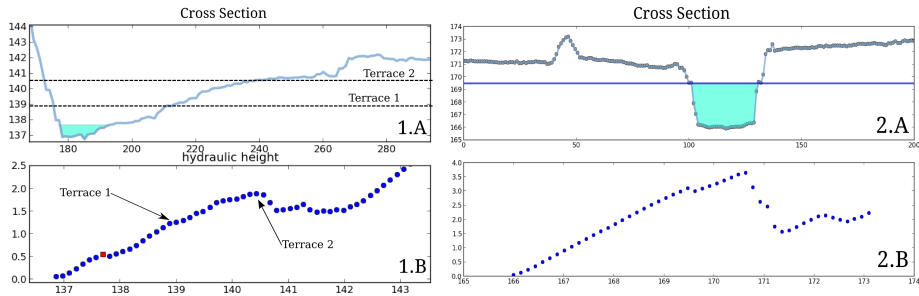 Cross Section
144
143
142
141
140
139
138
137
Terrace 2
Terrace 1
1.A
180 200 220 240 260 280
hydraulic height
2.5
2.0
1.5
1.0
0.5
0.0
Terrace 1
Terrace 2
1.B
137 138 139 140 141 142 143
Cross Section
174
173
172
171
170
169
168
167
166
165
2.A
0 50 100 150 200
4.0
3.5
3.0
2.5
2.0
1.5
1.0
0.5
0.0
2.B
165 166 167 168 169 170 171 172 173 174